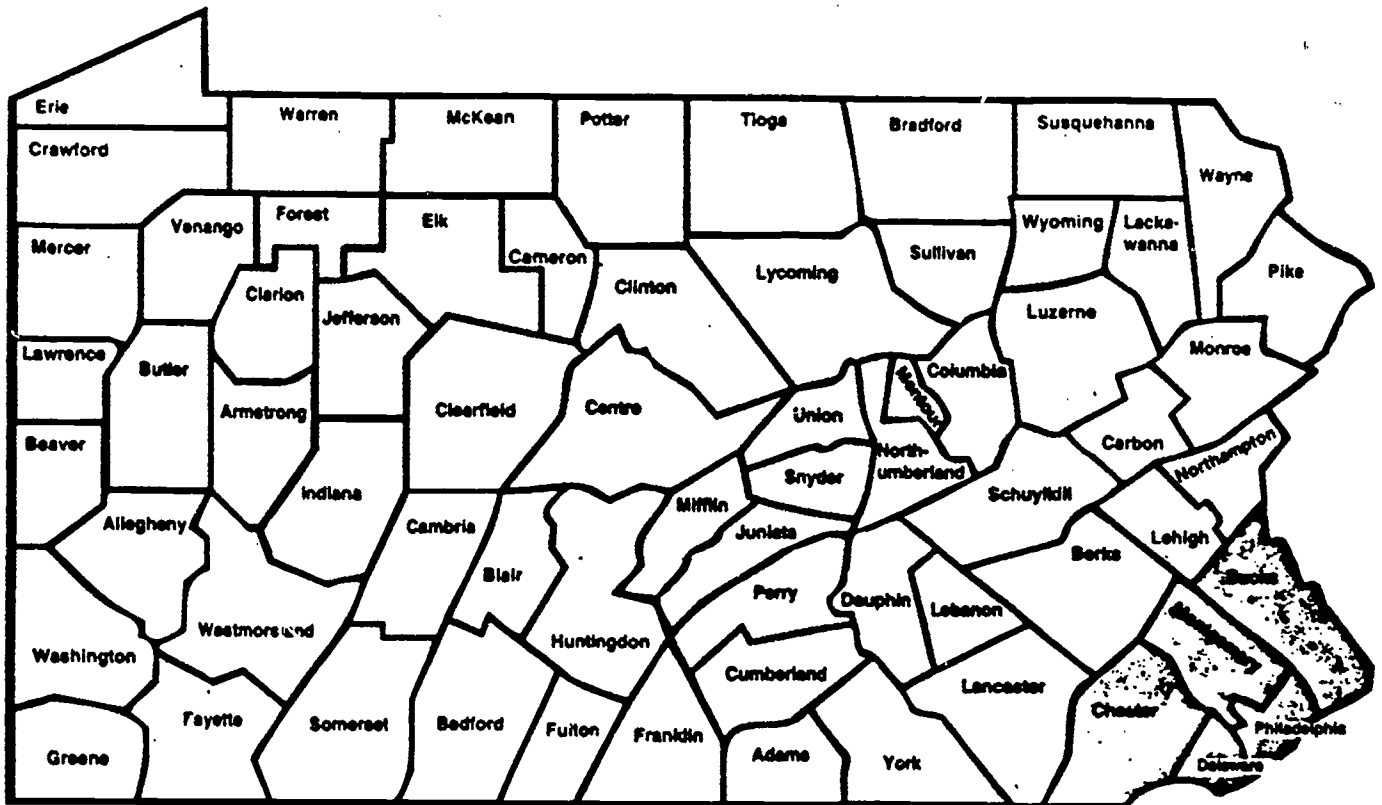 Erie
Warren
McKean
Potter
Tioga
Bradford
Susquehanna
Crawford
Wayne
Venango
Forest
Elk
Cameron
Wyoming
Lacka-
wanna
Mercer
Sullivan
Clarion
Clinton
Lycoming
Pike
Jefferson
Luzerne
Lawrence
Butler
Monroe
Columbia
Montour
Armstrong
Clearfield
Centre
Union
Beaver
North-
umberland
Carbon
Northampton
Snyder
Indiana
Schuylkill
Mifflin
Allegheny
Cambria
Juniata
Lehigh
Berks
Blair
Bucks
Perry
Dauphin
Lebanon
Westmoreland
Huntingdon
Montgomery
Washington
Cumberland
Lancaster
Chester
Fayette
Somerset
Bedford
Fulton
Franklin
Philadelphia
Greene
Adams
York
Delaware